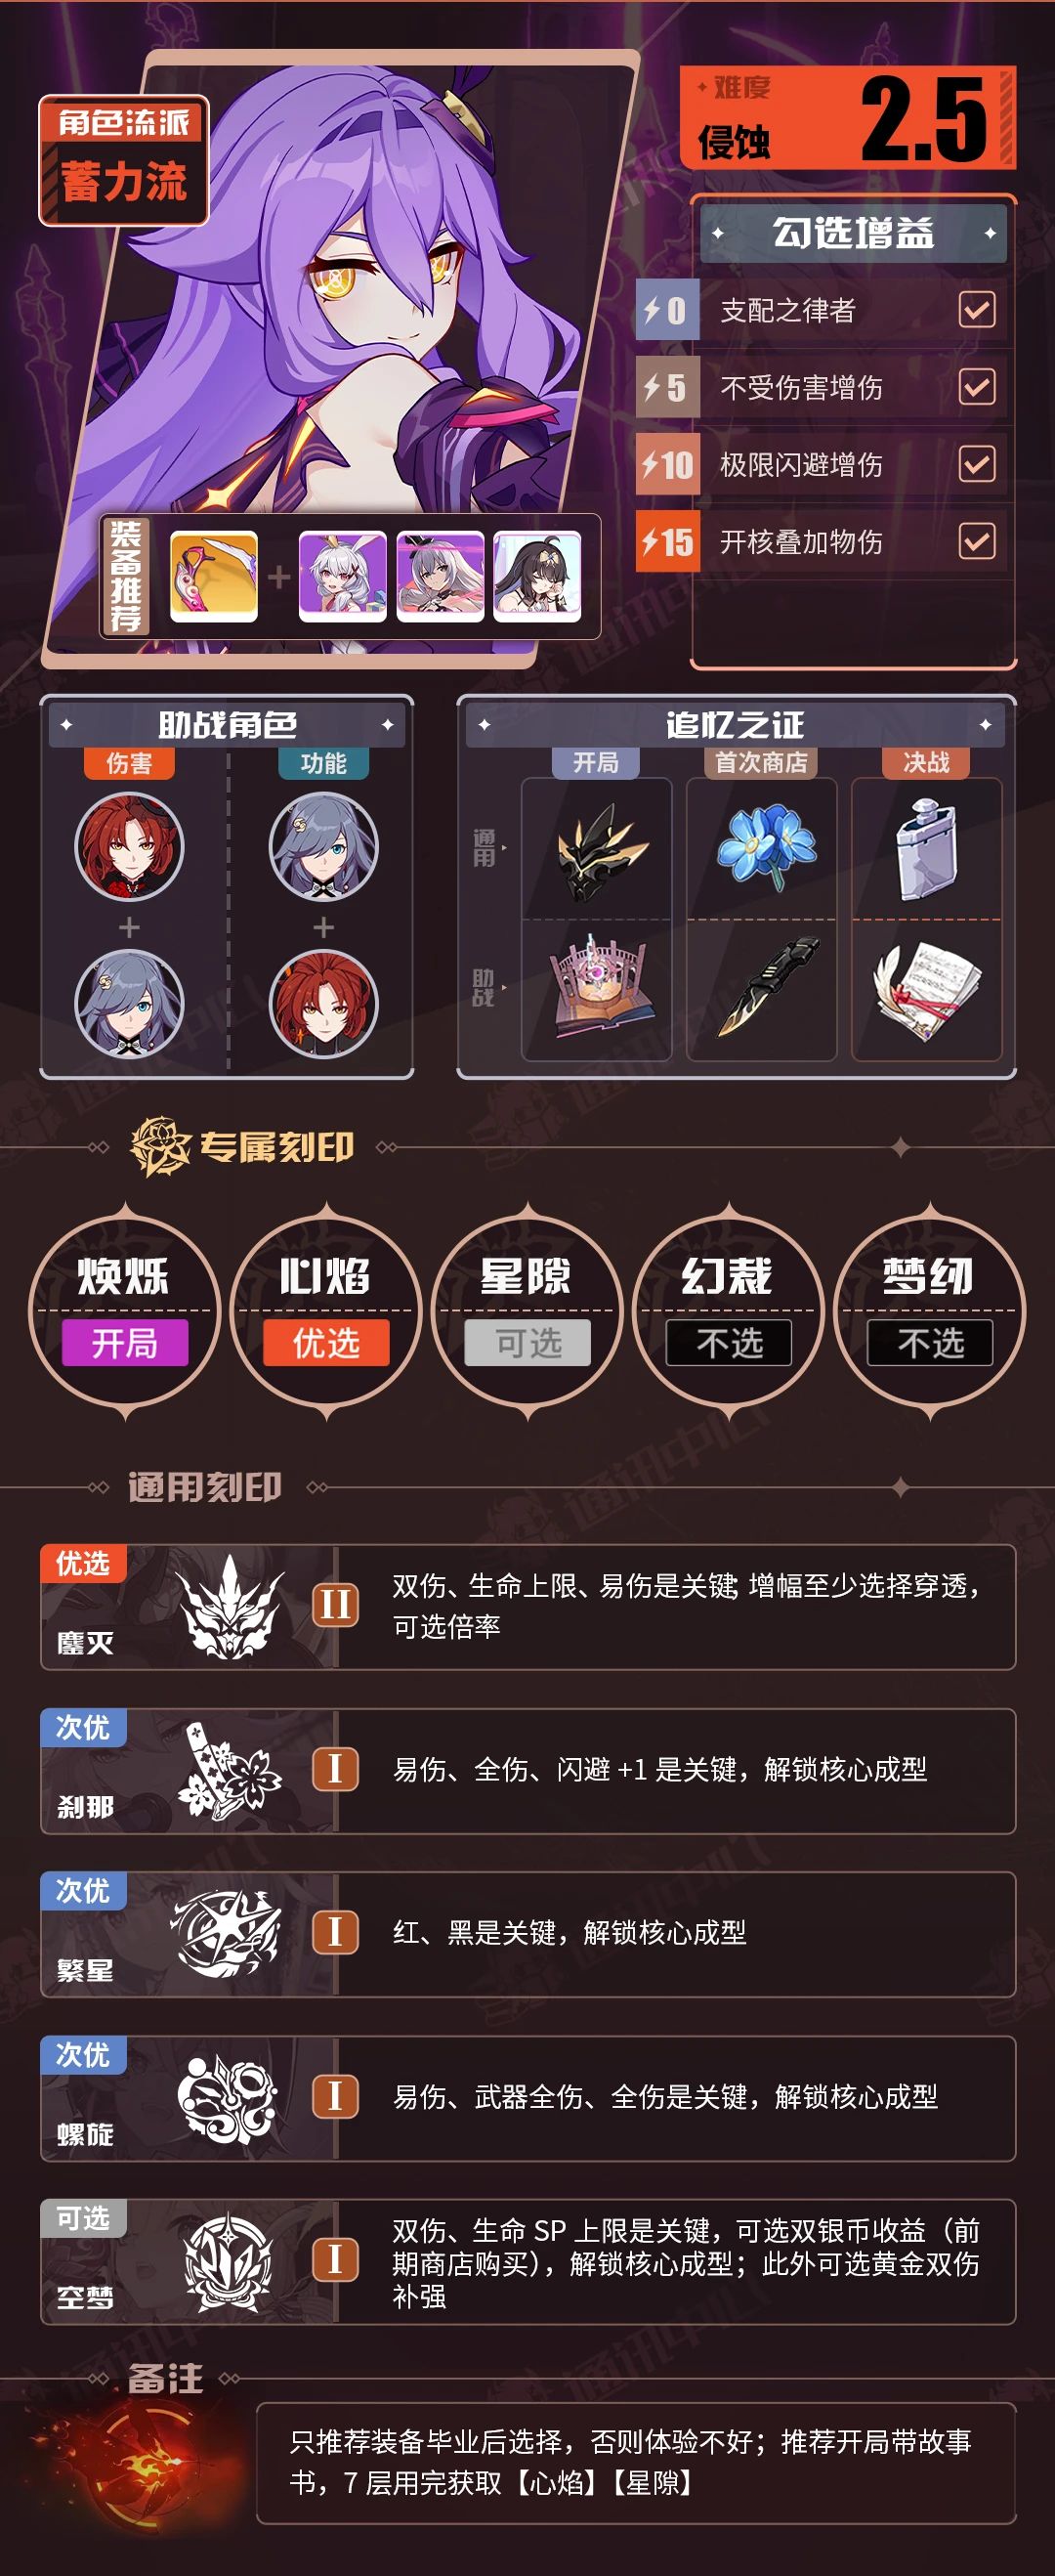 角色流派
蓄力流
难度
侵蚀
2.5
勾选增益
0 支配之律者
5 不受伤害增伤
10 极限闪避增伤
15 开核叠加物伤
装备推荐
助战角色
伤害
功能
追忆之证
开局
首次商店
决战
通用
助战
专属刻印
焕烁
开局
心焰
优选
星隙
可选
幻裁
不选
梦纫
不选
通用刻印
优选
鏖灭
II
双伤、生命上限、易伤是关键；增幅至少选择穿透，
可选倍率
次优
刹那
I
易伤、全伤、闪避 +1 是关键，解锁核心成型
次优
繁星
I
红、黑是关键，解锁核心成型
次优
螺旋
I
易伤、武器全伤、全伤是关键，解锁核心成型
可选
空梦
I
双伤、生命 SP 上限是关键，可选双银币收益（前
期商店购买），解锁核心成型；此外可选黄金双伤
补强
备注
只推荐装备毕业后选择，否则体验不好；推荐开局带故事
书，7 层用完获取【心焰】【星隙】
通讯中心